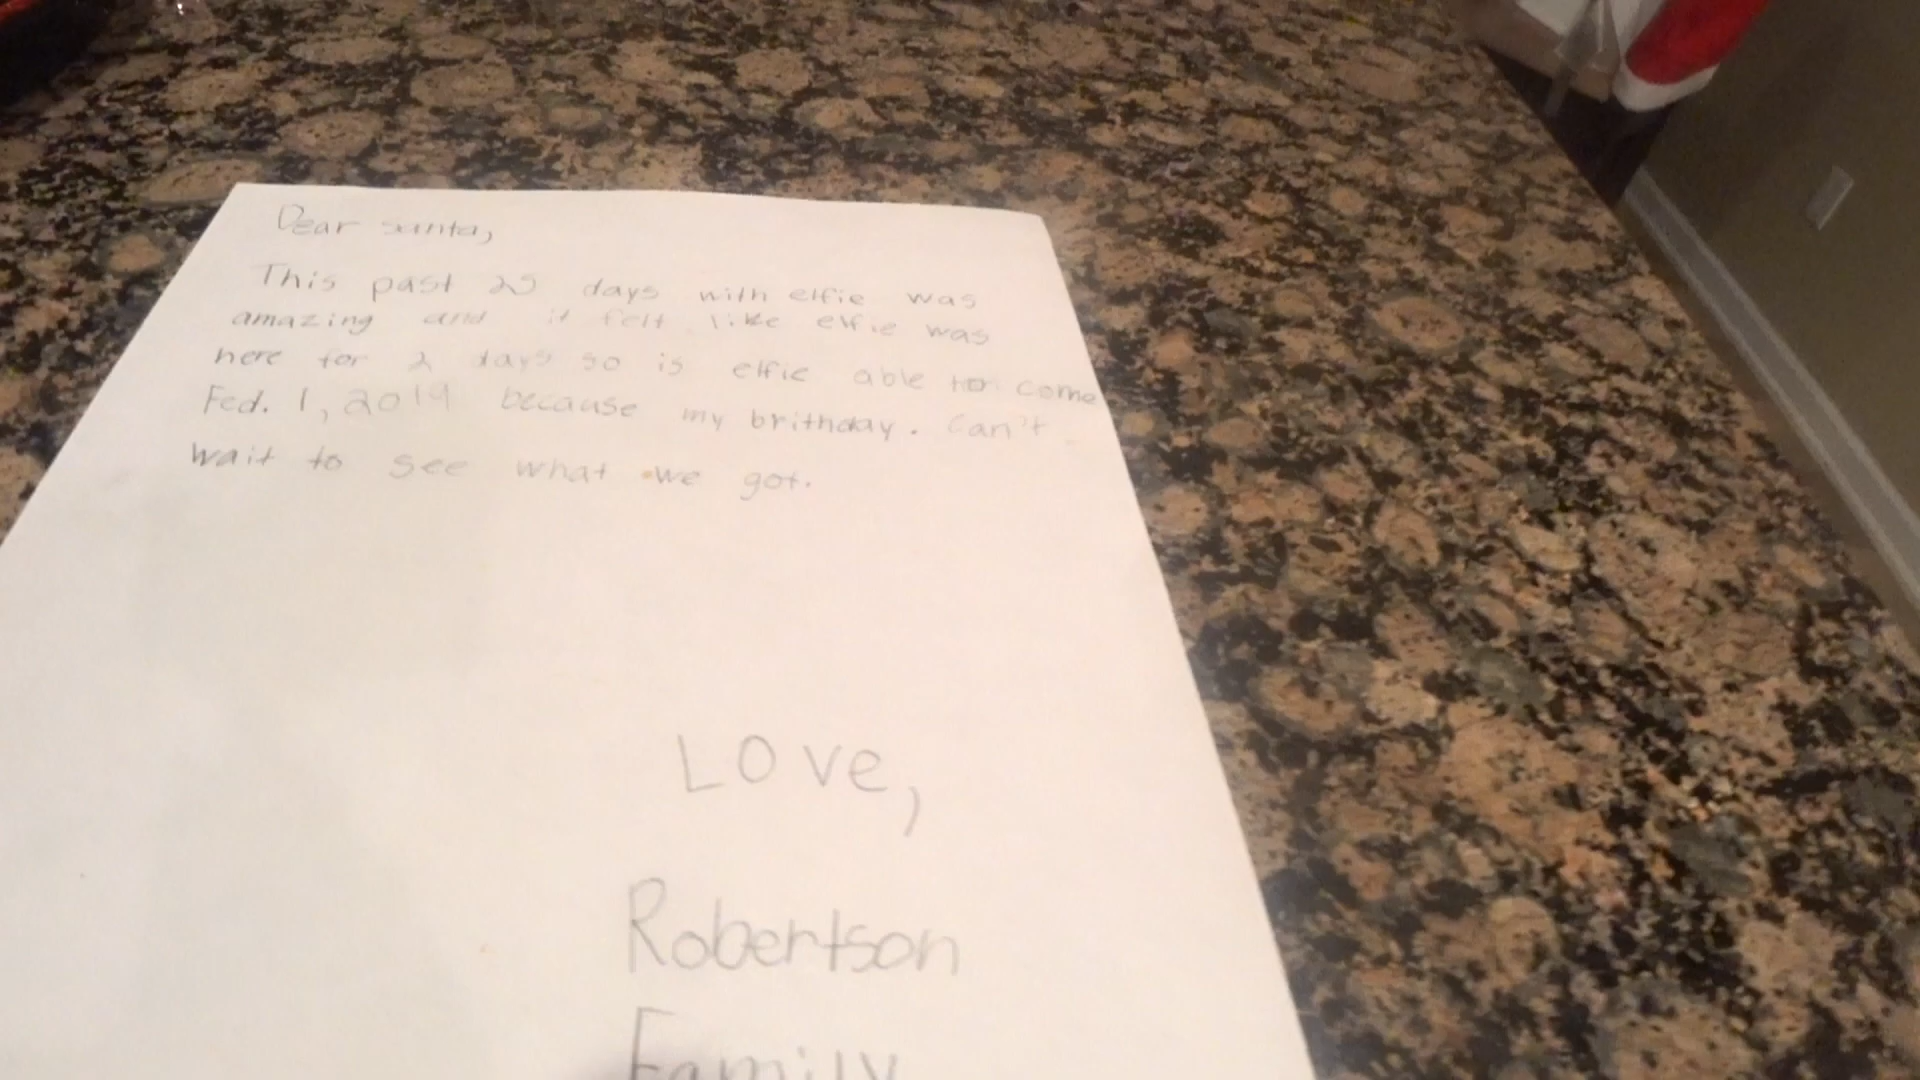 Dear santa,
This past 25 days with elfie was
amazing and it felt like elfie was
here for 2 days so is elfie able to come
Fed. 1, 2019 because my brithday. Can't
wait to see what we got.
Love,
Robertson
Family